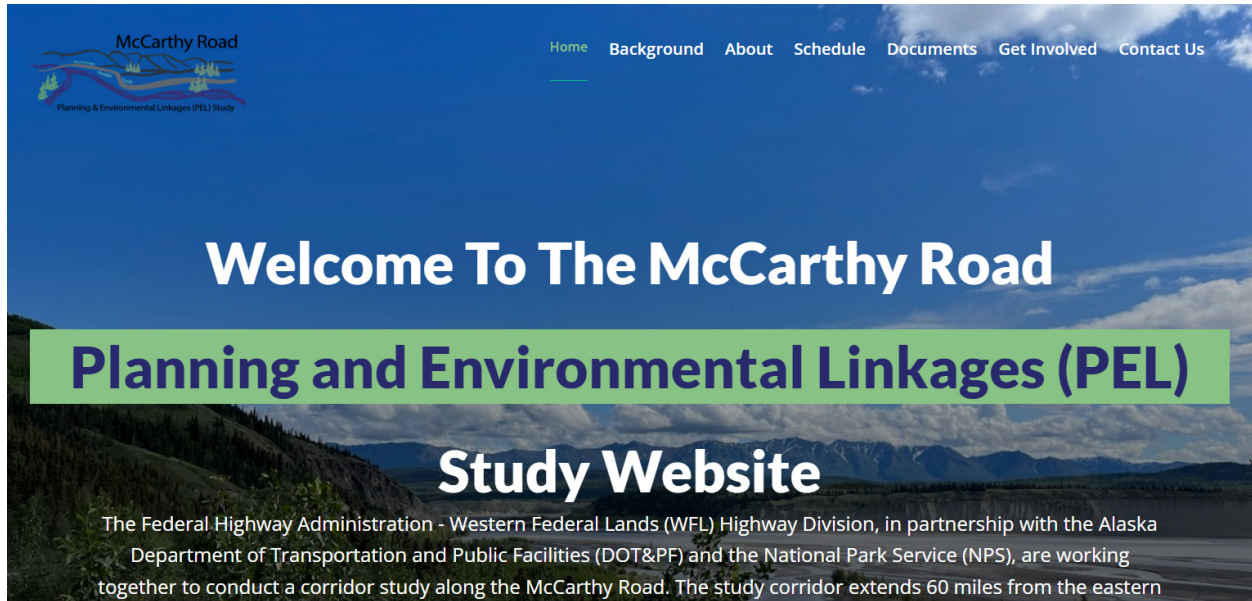 McCarthy Road
Planning & Environmental Linkages (PEL) Study
Home Background About Schedule Documents Get Involved Contact Us
Welcome To The McCarthy Road
Planning and Environmental Linkages (PEL)
Study Website
The Federal Highway Administration - Western Federal Lands (WFL) Highway Division, in partnership with the Alaska
Department of Transportation and Public Facilities (DOT&PF) and the National Park Service (NPS), are working
together to conduct a corridor study along the McCarthy Road. The study corridor extends 60 miles from the eastern